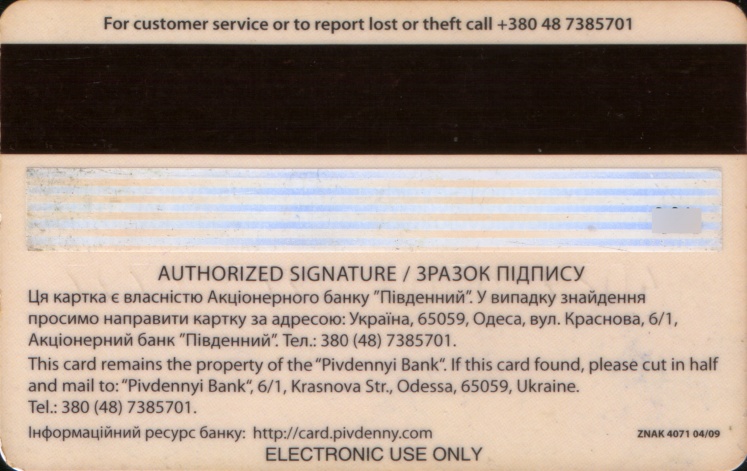 For customer service or to report lost or theft call +380 48 7385701
AUTHORIZED SIGNATURE / ЗРАЗОК ПІДПИСУ
Ця картка є власністю Акціонерного банку "Південний". У випадку знайдення
просимо направити картку за адресою: Україна, 65059, Одеса, вул. Краснова, 6/1,
Акціонерний банк "Південний". Тел.: 380 (48) 7385701.
This card remains the property of the "Pivdennyi Bank". If this card found, please cut in half
and mail to: "Pivdennyi Bank", 6/1, Krasnova Str., Odessa, 65059, Ukraine.
Tel.: 380 (48) 7385701.
Інформаційний ресурс банку: http://card.pivdenny.com
ZNAK 4071 04/09
ELECTRONIC USE ONLY